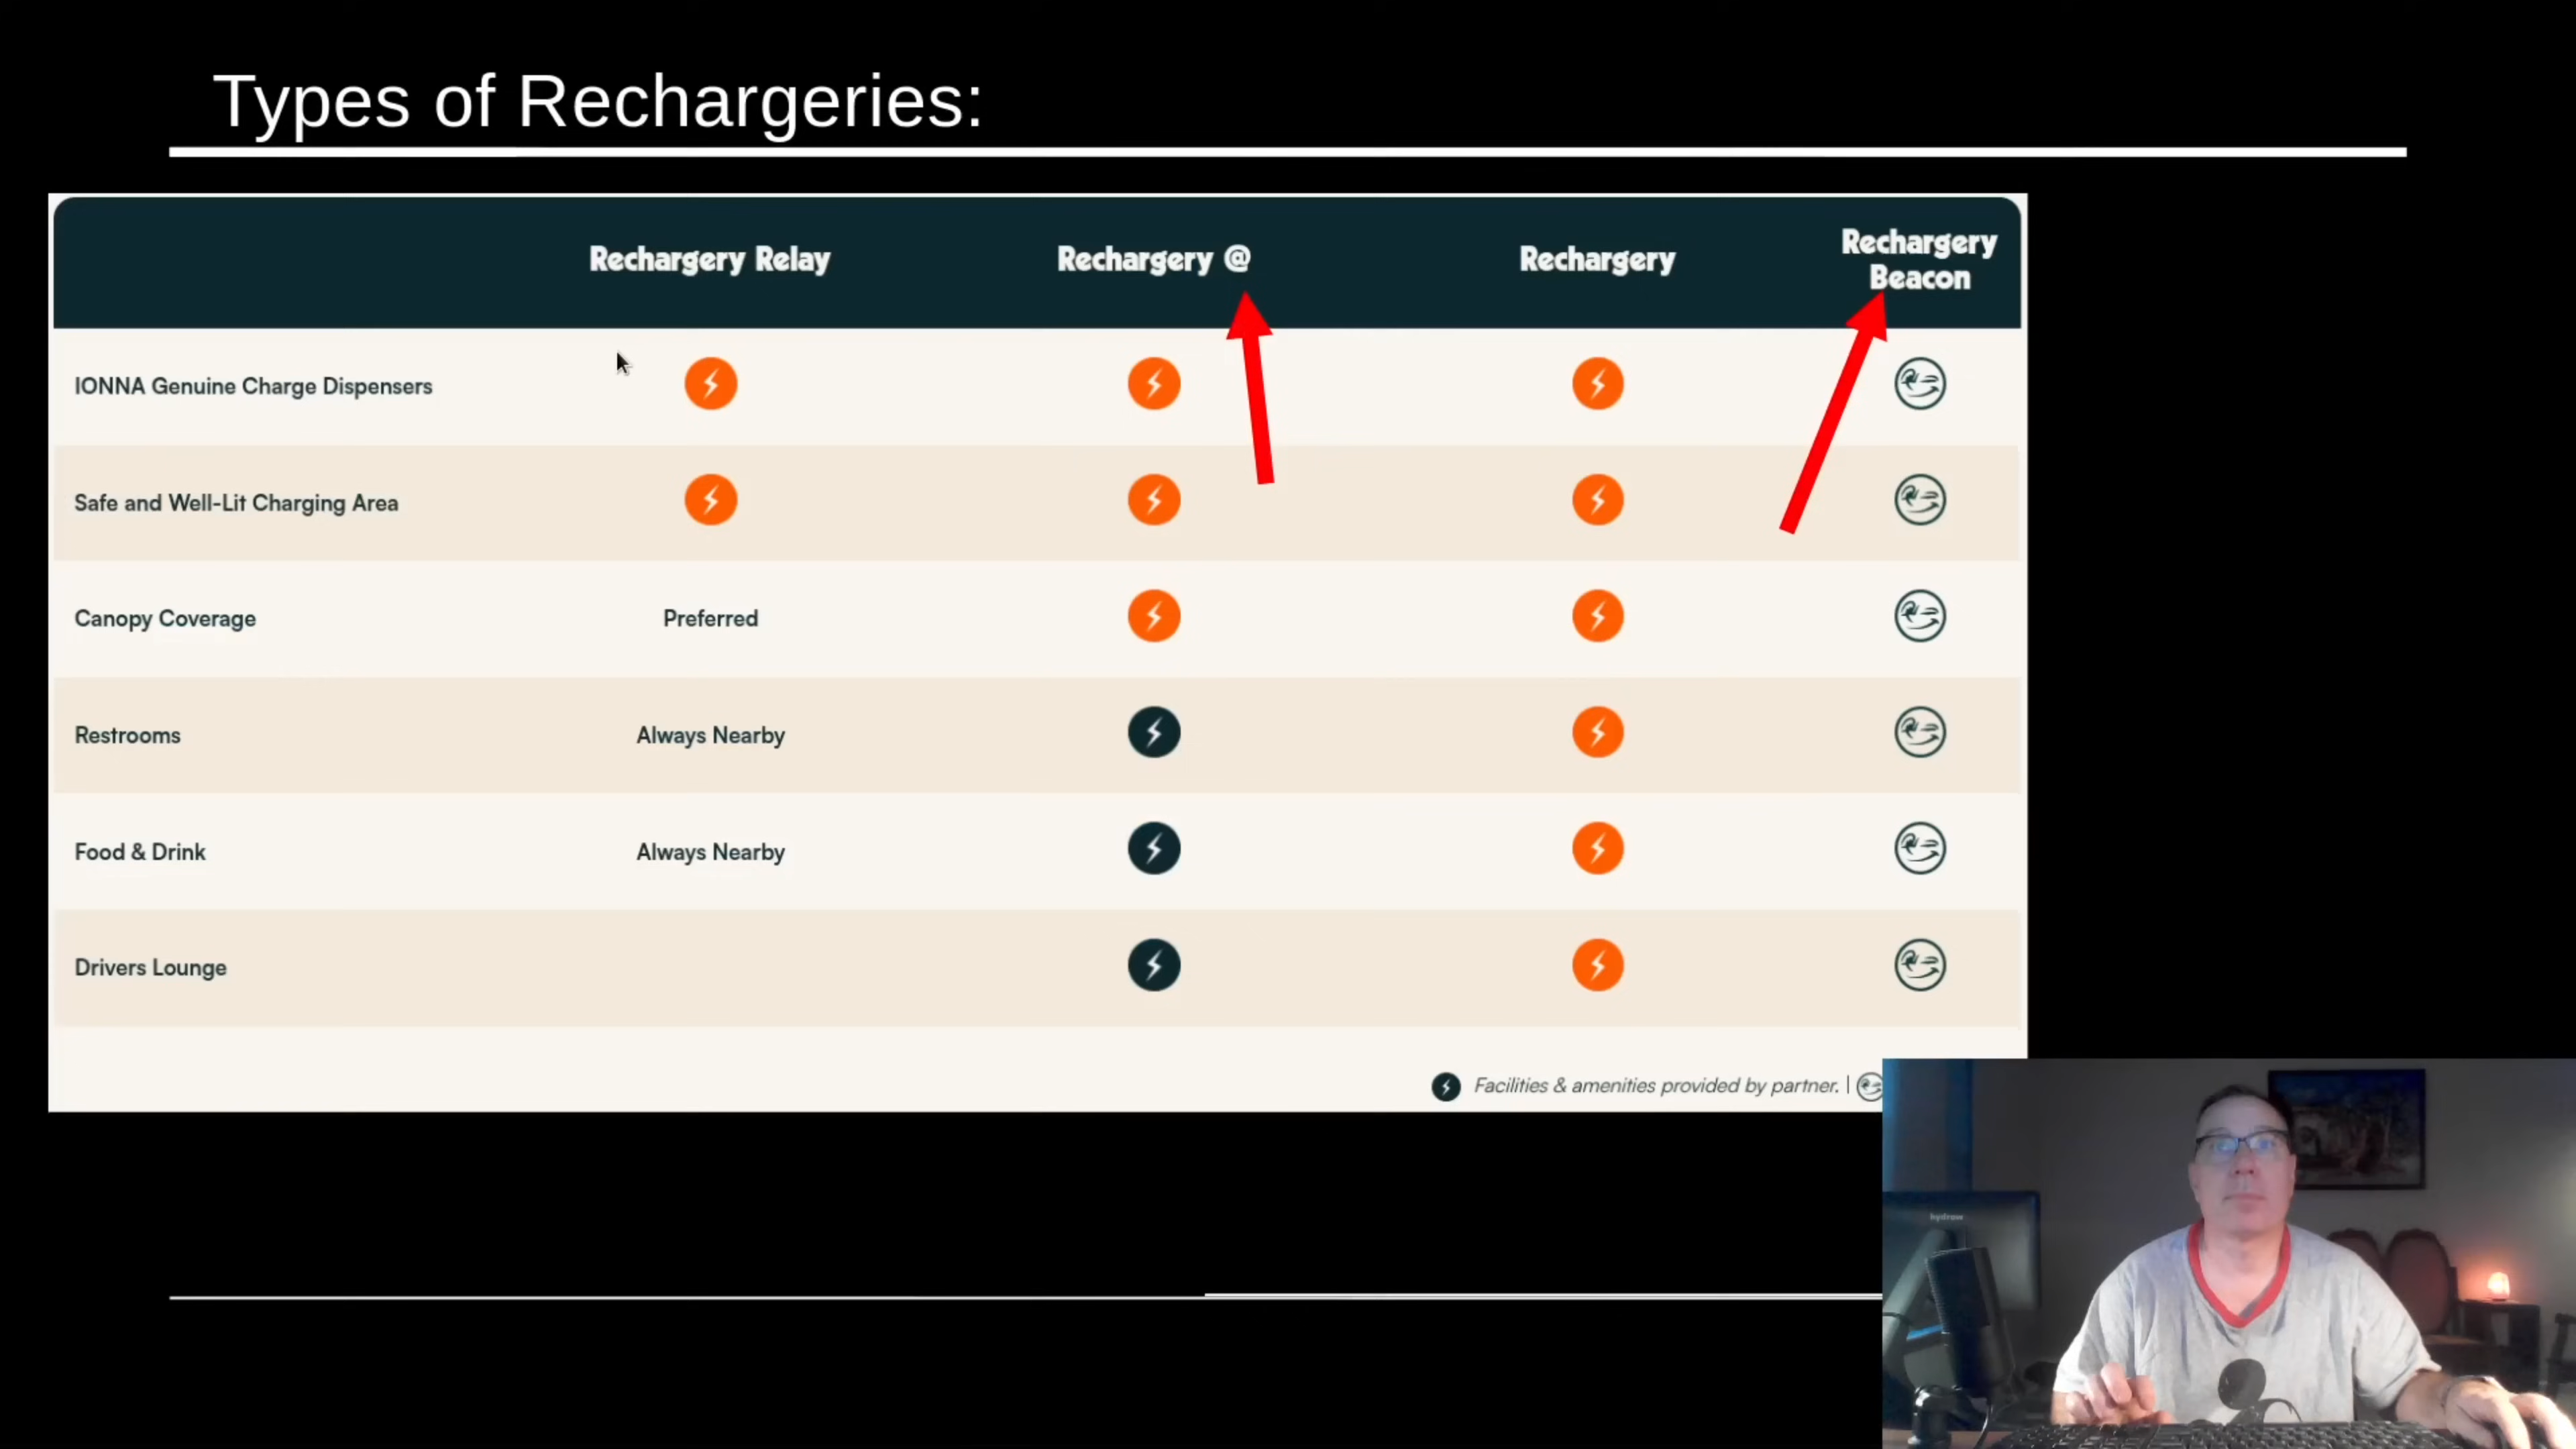 Types of Rechargeries:
Rechargery Relay
Rechargery @
Rechargery
Rechargery
Beacon
IONNA Genuine Charge Dispensers
Safe and Well-Lit Charging Area
Canopy Coverage
Preferred
Restrooms
Always Nearby
Food & Drink
Always Nearby
Drivers Lounge
Facilities & amenities provided by partner. |